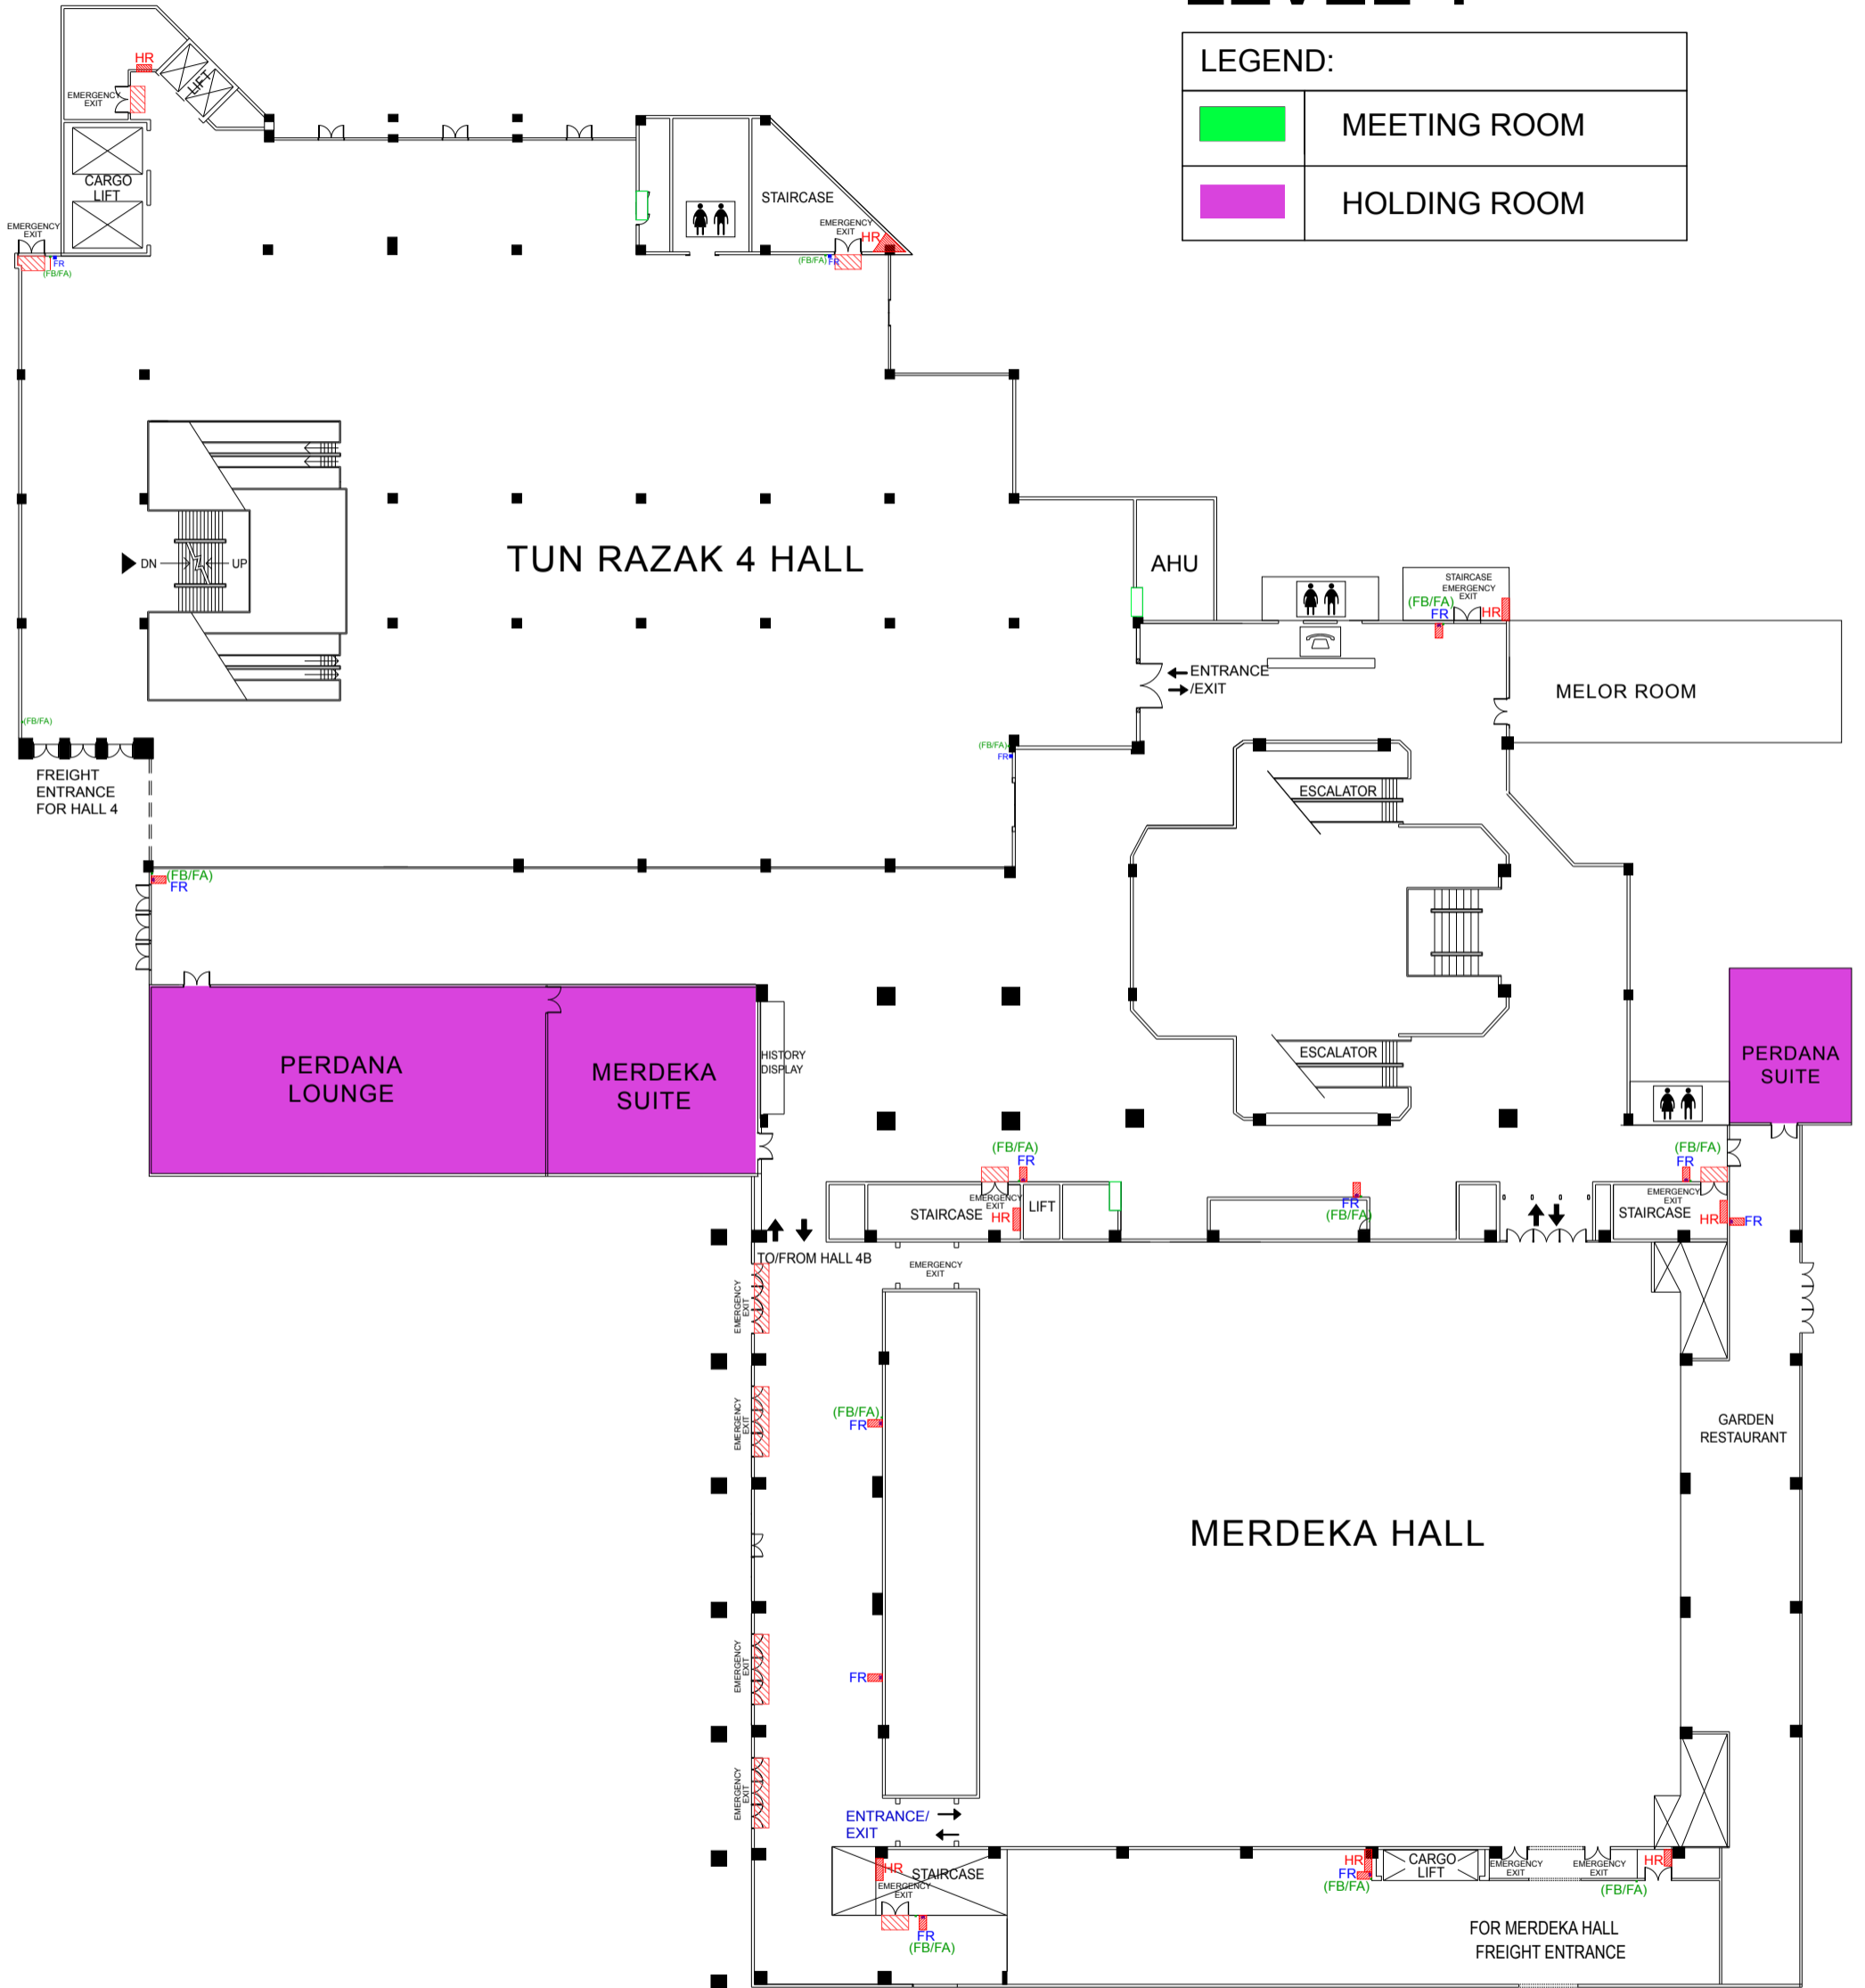 LEGEND:
MEETING ROOM
HOLDING ROOM
HR
LIFT
EMERGENCY
EXIT
CARGO
LIFT
EMERGENCY
EXIT
FR
(FB/FA)
STAIRCASE
EMERGENCY
EXIT
HR
(FB/FA)
FR
DN
UP
TUN RAZAK 4 HALL
AHU
STAIRCASE
EMERGENCY
EXIT
(FB/FA)
FR
HR
ENTRANCE
/EXIT
MELOR ROOM
(FB/FA)
FREIGHT
ENTRANCE
FOR HALL 4
(FB/FA)
FR
ESCALATOR
(FB/FA)
FR
PERDANA
LOUNGE
MERDEKA
SUITE
HISTORY
DISPLAY
ESCALATOR
PERDANA
SUITE
(FB/FA)
FR
EMERGENCY
EXIT
STAIRCASE
HR
LIFT
FR
(FB/FA)
(FB/FA)
FR
EMERGENCY
EXIT
STAIRCASE
HR
FR
TO/FROM HALL 4B
EMERGENCY
EXIT
EMERGENCY
EXIT
EMERGENCY
EXIT
(FB/FA)
FR
GARDEN
RESTAURANT
MERDEKA HALL
EMERGENCY
EXIT
FR
EMERGENCY
EXIT
ENTRANCE/
EXIT
HR
STAIRCASE
EMERGENCY
EXIT
FR
(FB/FA)
HR
FR
(FB/FA)
CARGO
LIFT
EMERGENCY
EXIT
EMERGENCY
EXIT
HR
(FB/FA)
FOR MERDEKA HALL
FREIGHT ENTRANCE